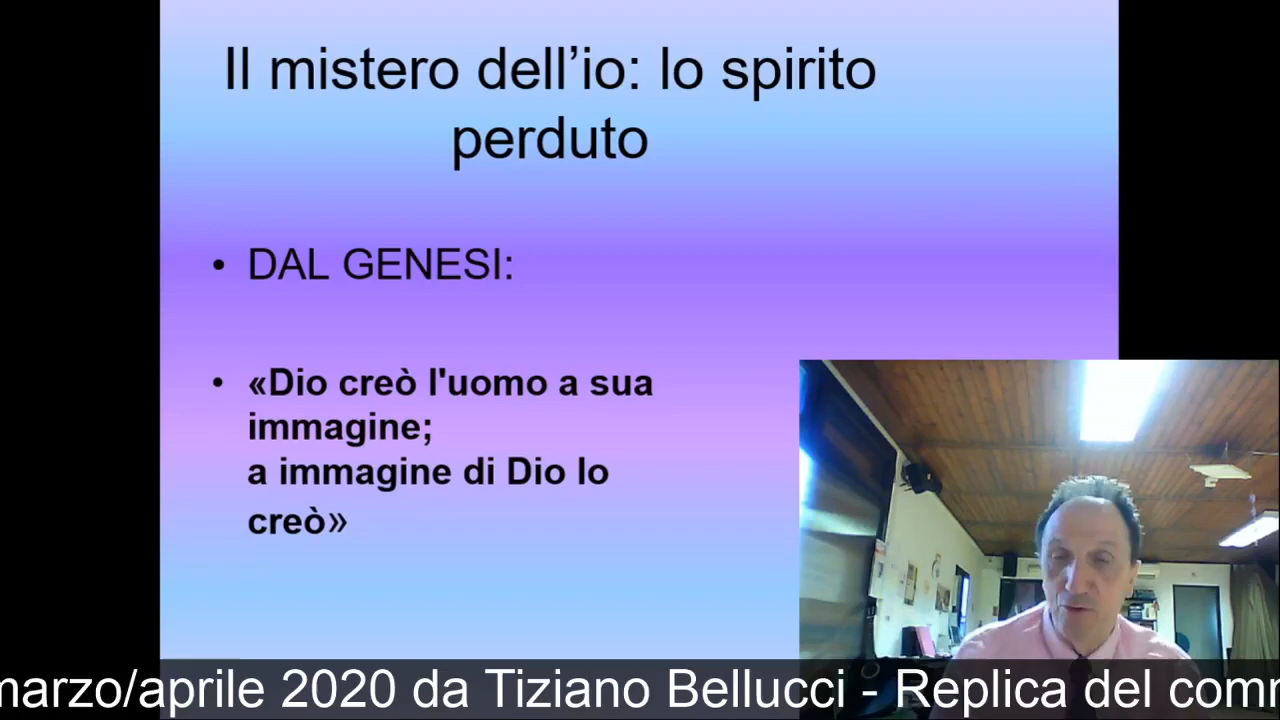 Il mistero dell’io: lo spirito
perduto
• DAL GENESI:
• «Dio creò l'uomo a sua
immagine;
a immagine di Dio lo
creò»
marzo/aprile 2020 da Tiziano Bellucci - Replica del